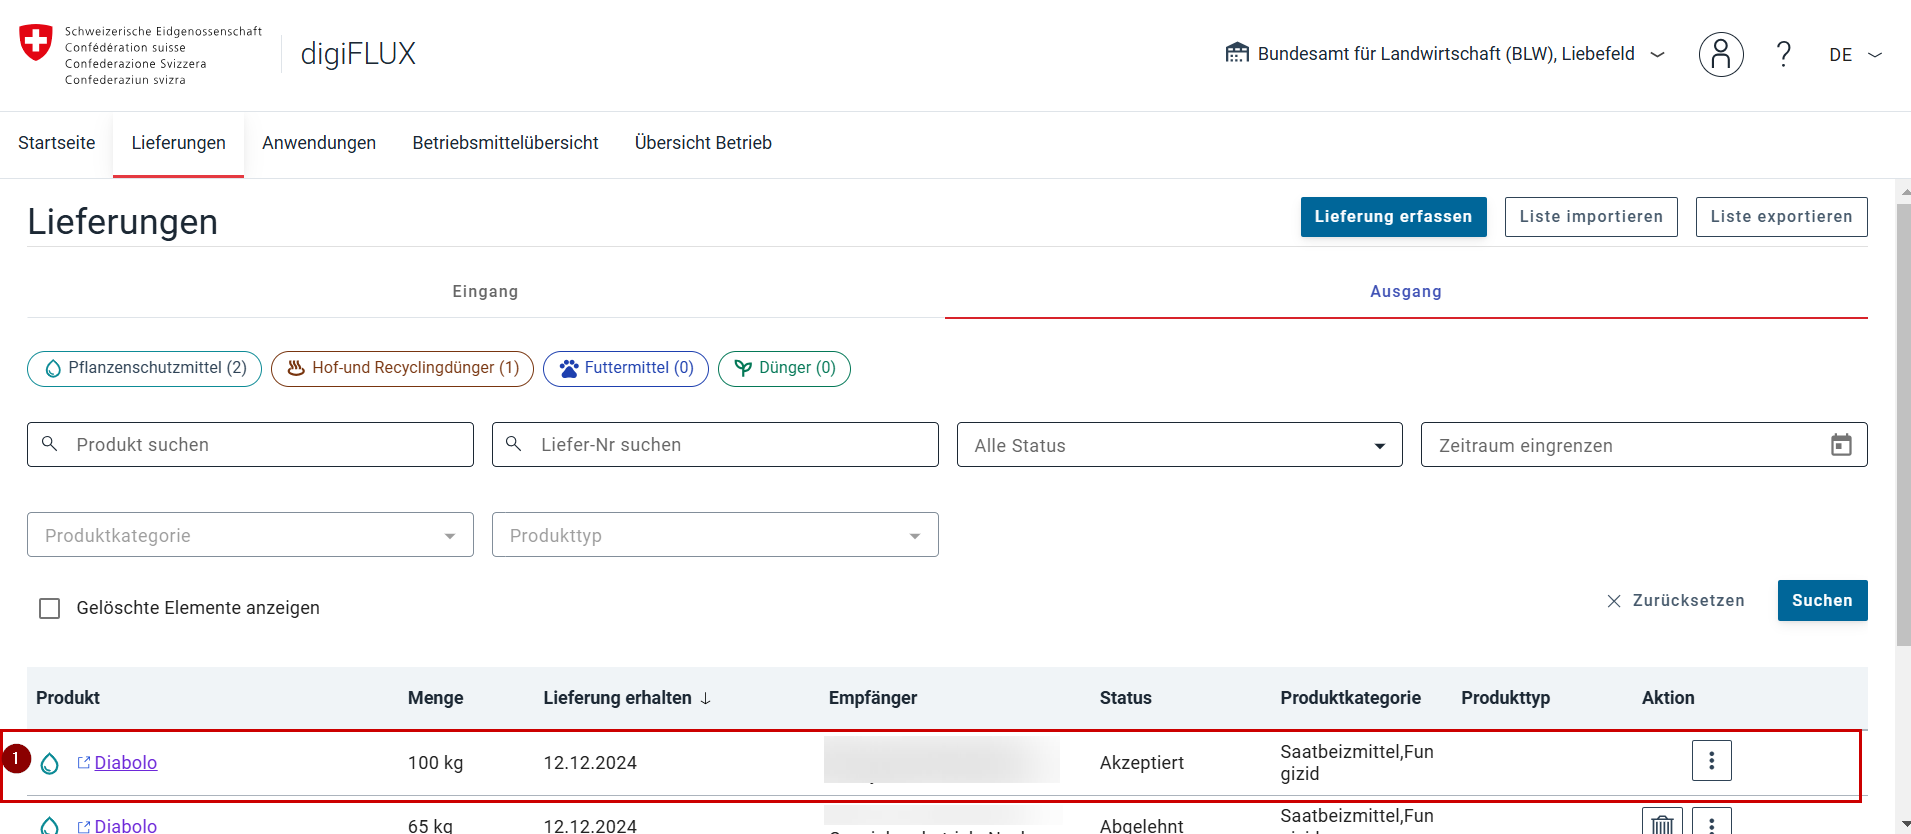 Schweizerische Eidgenossenschaft
Confédération suisse
Confederazione Svizzera
Confederaziun svizra
digiFLUX
Bundesamt für Landwirtschaft (BLW), Liebefeld
?
DE
Startseite
Lieferungen
Anwendungen
Betriebsmittelübersicht
Übersicht Betrieb
Lieferungen
Lieferung erfassen
Liste importieren
Liste exportieren
Eingang
Ausgang
Pflanzenschutzmittel (2)
Hof-und Recyclingdünger (1)
Futtermittel (0)
Dünger (0)
Produkt suchen
Liefer-Nr suchen
Alle Status
Zeitraum eingrenzen
Produktkategorie
Produkttyp
Gelöschte Elemente anzeigen
Zurücksetzen
Suchen
Produkt Menge Lieferung erhalten ↓ Empfänger Status Produktkategorie Produkttyp Aktion
1
Diabolo 100 kg 12.12.2024 Akzeptiert Saatbeizmittel,Fun
gizid
Diabolo 65 kg 12.12.2024 Abgelehnt Saatbeizmittel,Fun